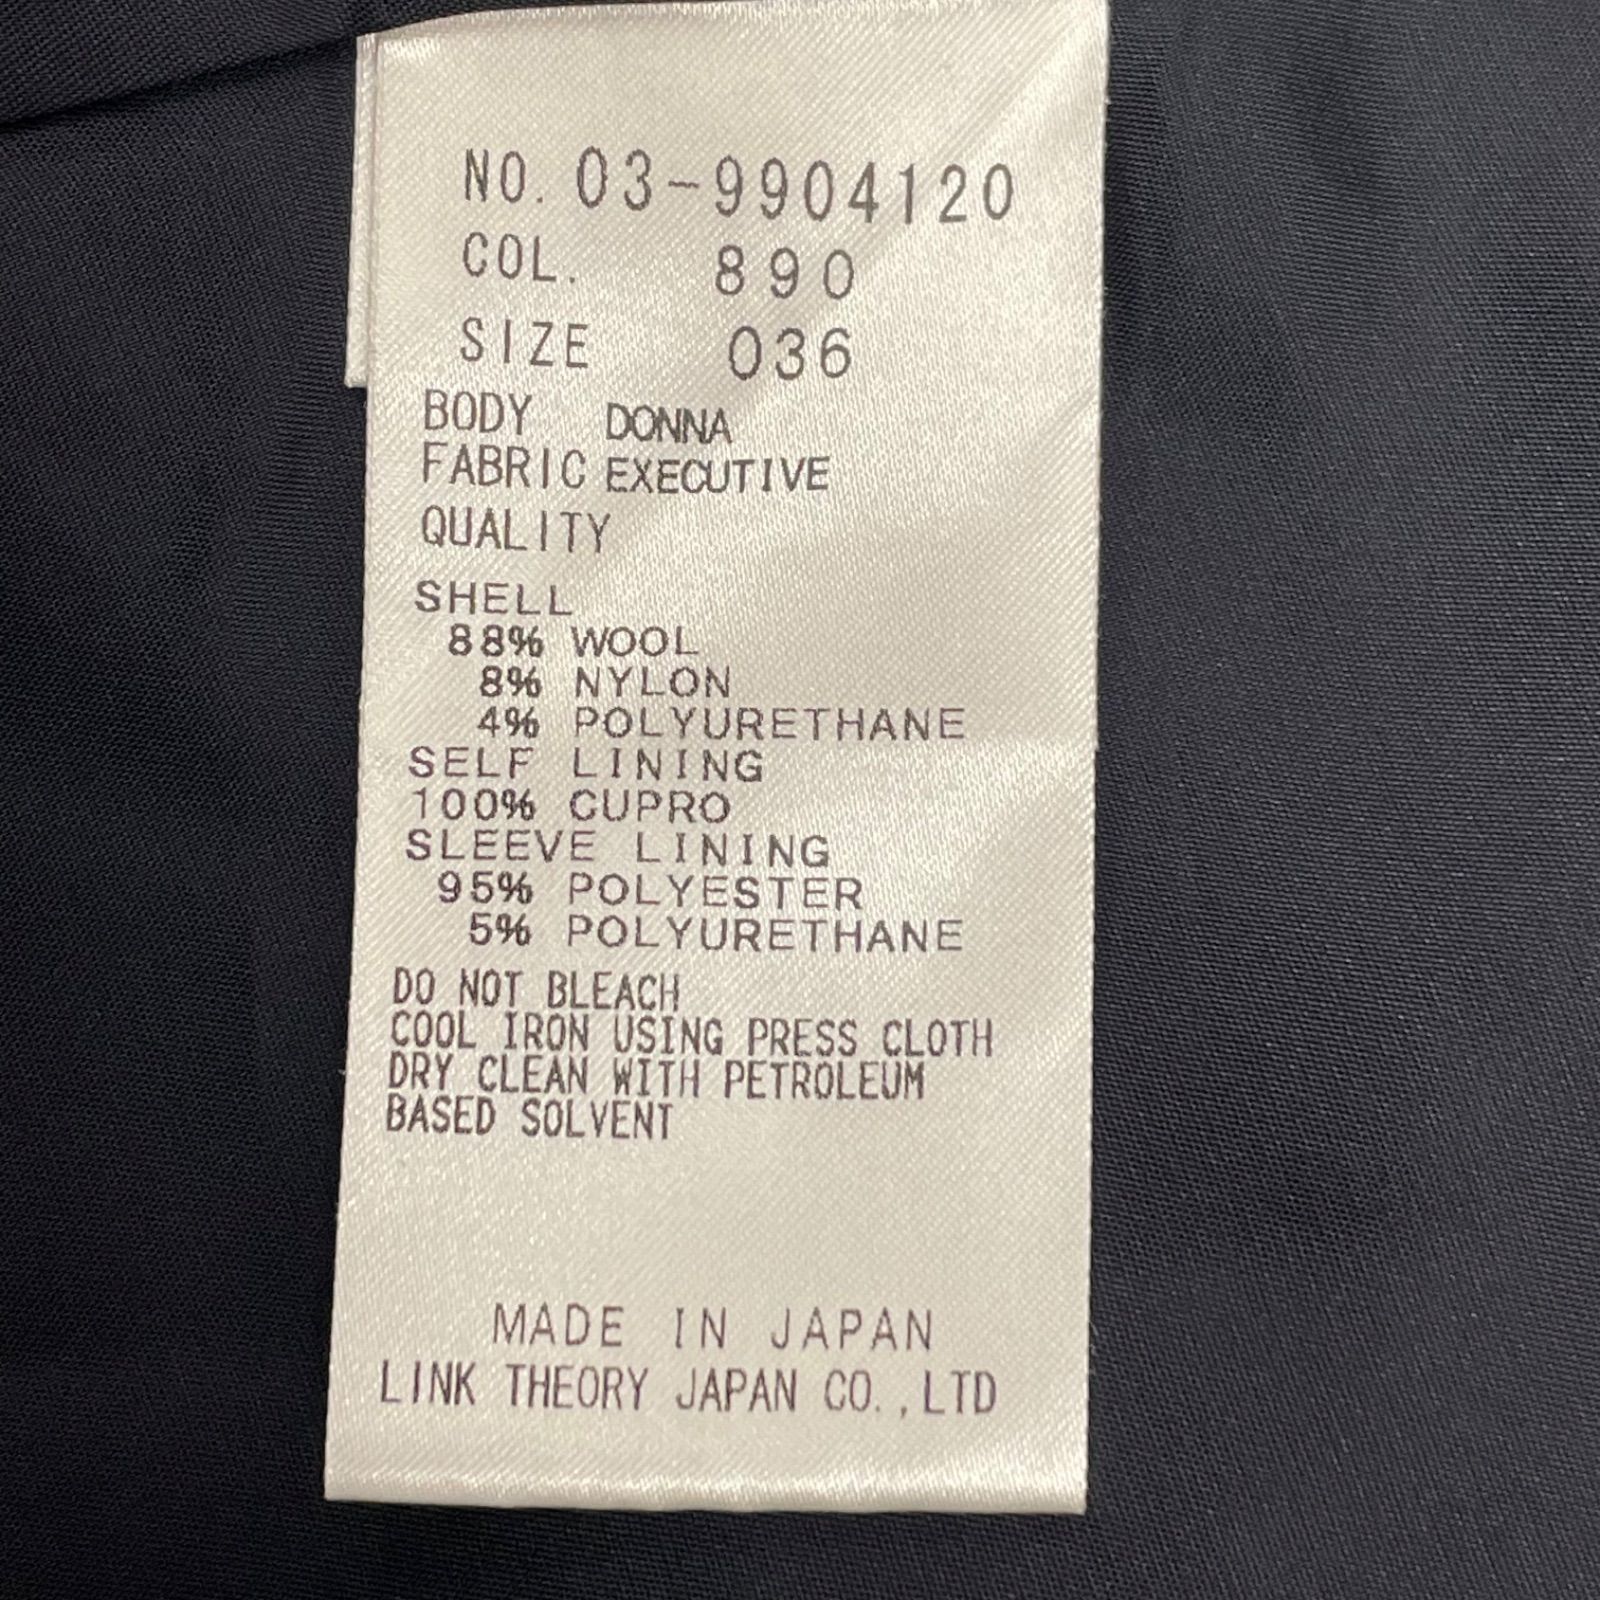 NO. 03-9904120
COL. 890
SIZE 036
BODY DONNA
FABRIC EXECUTIVE
QUALITY
SHELL
88% WOOL
8% NYLON
4% POLYURETHANE
SELF LINING
100% CUPRO
SLEEVE LINING
95% POLYESTER
5% POLYURETHANE
DO NOT BLEACH
COOL IRON USING PRESS CLOTH
DRY CLEAN WITH PETROLEUM
BASED SOLVENT
MADE IN JAPAN
LINK THEORY JAPAN CO.,LTD